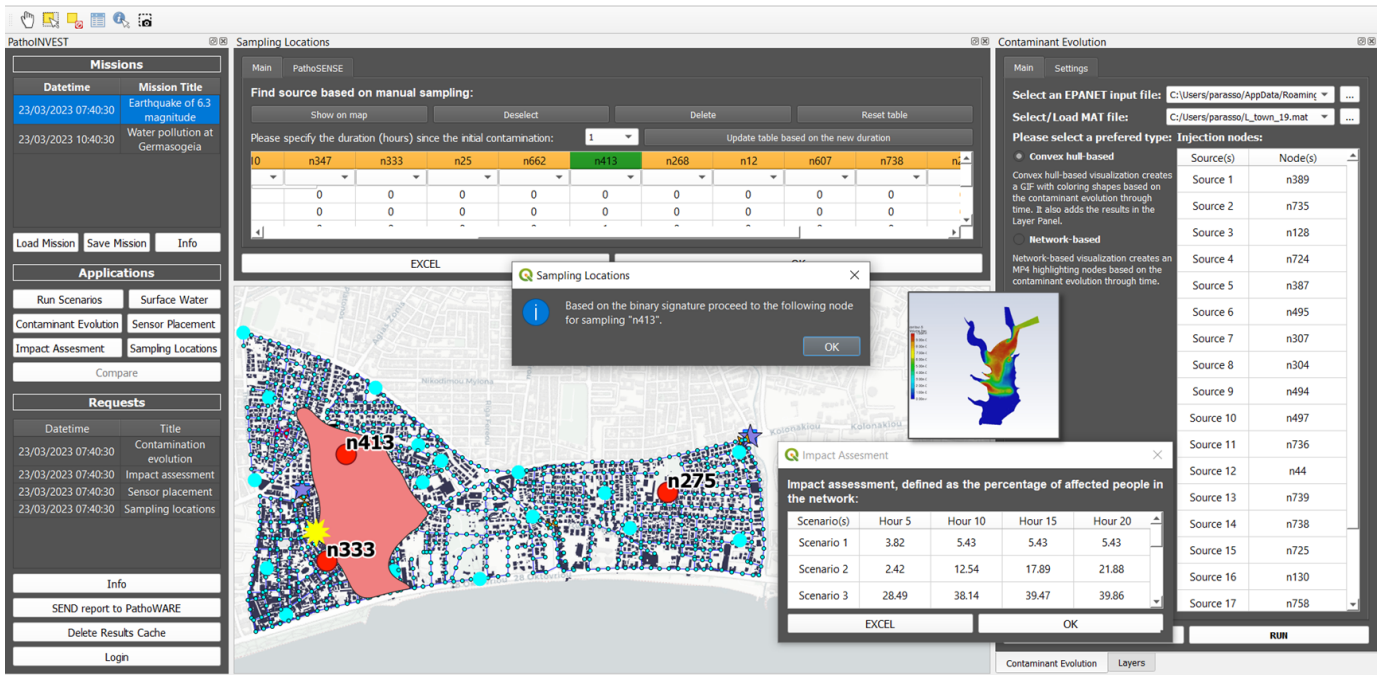 PathoINVEST
Missions
Datetime Mission Title
23/03/2023 07:40:30 Earthquake of 6.3
magnitude
23/03/2023 10:40:30 Water pollution at
Germasogeia
Load Mission Save Mission Info
Applications
Run Scenarios Surface Water
Contaminant Evolution Sensor Placement
Impact Assesment Sampling Locations
Compare
Requests
Datetime Title
23/03/2023 07:40:30 Contamination
evolution
23/03/2023 07:40:30 Impact assessment
23/03/2023 07:40:30 Sensor placement
23/03/2023 07:40:30 Sampling locations
Info
SEND report to PathoWARE
Delete Results Cache
Login
Sampling Locations
Main PathoSENSE
Find source based on manual sampling:
Show on map Deselect Delete Reset table
Please specify the duration (hours) since the initial contamination: 1 Update table based on the new duration
n347 n333 n25 n662 n413 n268 n12 n607 n738
0 0 0 0 0 0 0 0 0
0 0 0 0 0 0 0 0 0
EXCEL
Sampling Locations
Based on the binary signature proceed to the following node
for sampling "n413".
OK
Nikodimou Mylona
Kolonakiou Kolonakiou
n413
n275
n333
28 Oktovriou
Impact Assesment
Impact assessment, defined as the percentage of affected people in
the network:
Scenario(s) Hour 5 Hour 10 Hour 15 Hour 20
Scenario 1 3.82 5.43 5.43 5.43
Scenario 2 2.42 12.54 17.89 21.88
Scenario 3 28.49 38.14 39.47 39.86
EXCEL OK
Contaminant Evolution
Main Settings
Select an EPANET input file: C:\Users/parasso/AppData/Roaming ...
Select/Load MAT file: C:/Users/parasso/L_town_19.mat ...
Please select a prefered type:
Convex hull-based
Convex hull-based visualization creates
a GIF with coloring shapes based on
the contaminant evolution through
time. It also adds the results in the
Layer Panel.
Network-based
Network-based visualization creates an
MP4 highlighting nodes based on the
contaminant evolution through time.
Injection nodes:
Source(s) Node(s)
Source 1 n389
Source 2 n735
Source 3 n128
Source 4 n724
Source 5 n387
Source 6 n495
Source 7 n307
Source 8 n304
Source 9 n494
Source 10 n497
Source 11 n736
Source 12 n44
Source 13 n739
Source 14 n738
Source 15 n725
Source 16 n130
Source 17 n758
RUN
Contaminant Evolution Layers